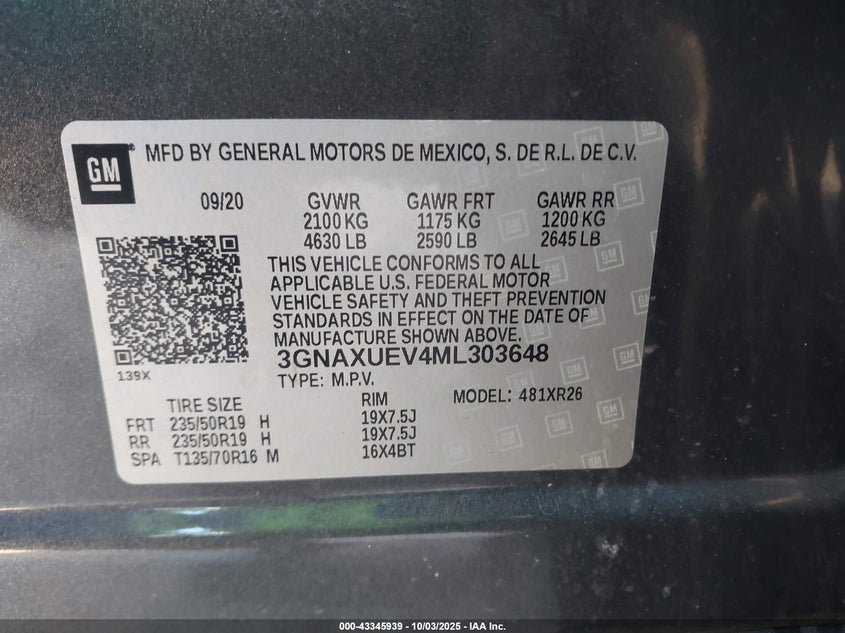 GM
MFD BY GENERAL MOTORS DE MEXICO, S. DE R.L. DE C.V.
09/20 GVWR GAWR FRT GAWR RR
2100 KG 1175 KG 1200 KG
4630 LB 2590 LB 2645 LB
THIS VEHICLE CONFORMS TO ALL
APPLICABLE U.S. FEDERAL MOTOR
VEHICLE SAFETY AND THEFT PREVENTION
STANDARDS IN EFFECT ON THE DATE OF
MANUFACTURE SHOWN ABOVE.
3GNAXUEV4ML303648
139X
TYPE: M.P.V. MODEL: 481XR26
TIRE SIZE RIM
FRT 235/50R19 H 19X7.5J
RR 235/50R19 H 19X7.5J
SPA T135/70R16 M 16X4BT
000-43345939 - 10/03/2025 - IAA Inc.